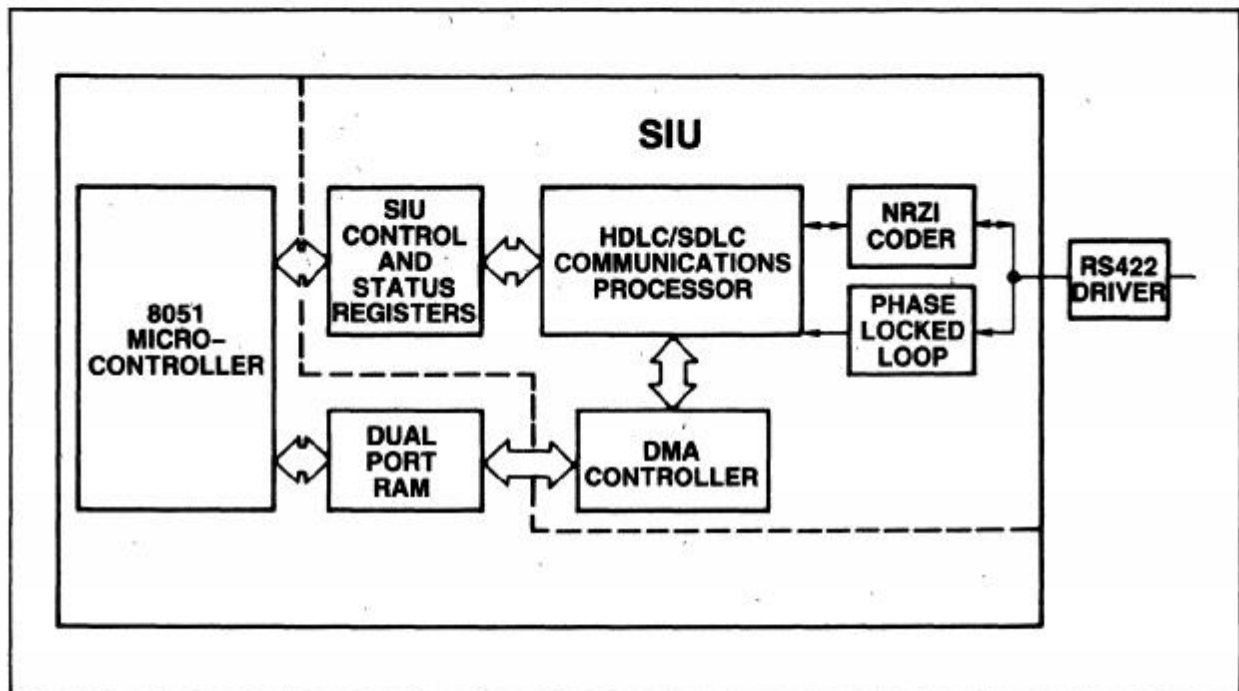 SIU
8051
MICRO-
CONTROLLER
SIU
CONTROL
AND
STATUS
REGISTERS
HDLC/SDLC
COMMUNICATIONS
PROCESSOR
NRZI
CODER
PHASE
LOCKED
LOOP
RS422
DRIVER
DUAL
PORT
RAM
DMA
CONTROLLER